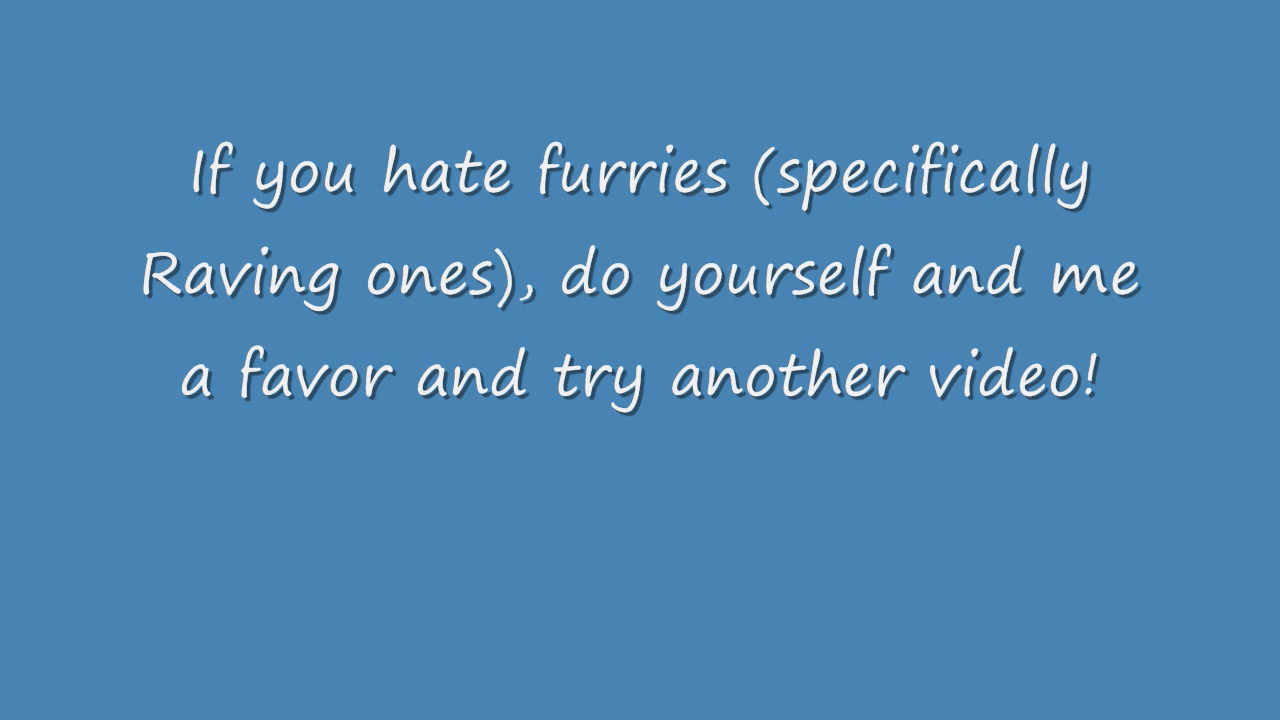 If you hate furries (specifically
Raving ones), do yourself and me
a favor and try another video!